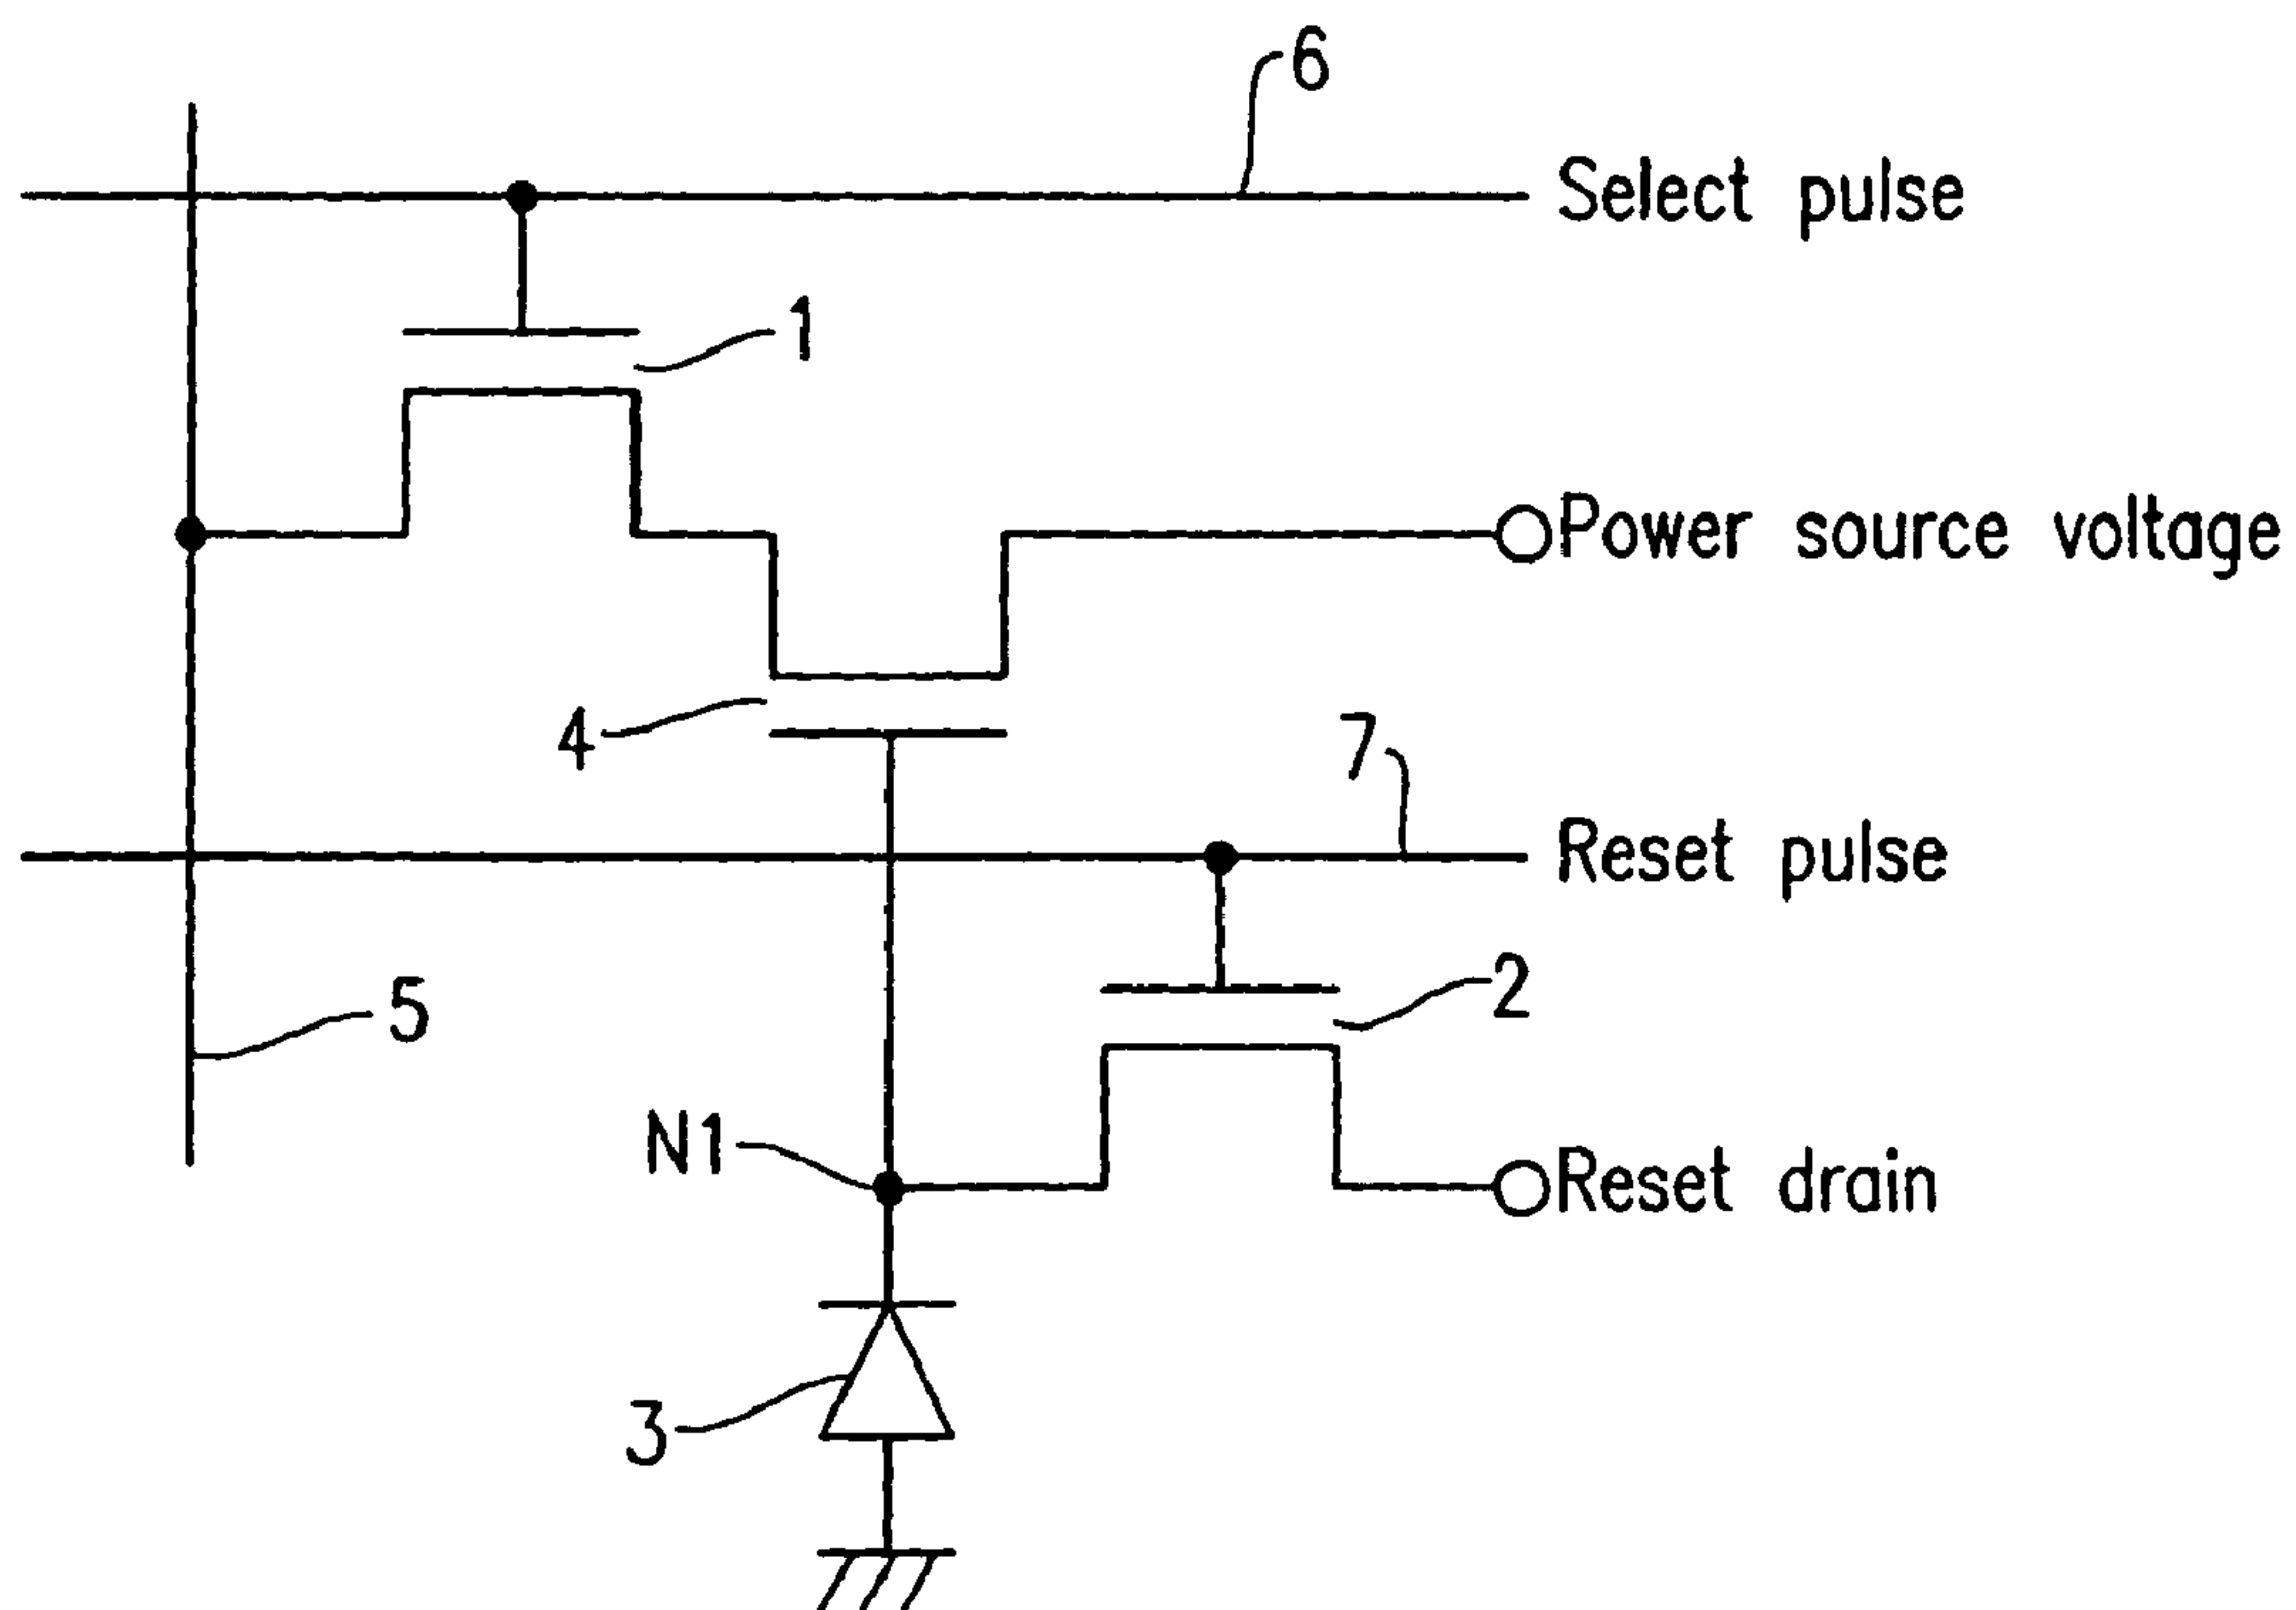 6
Select pulse
1
Power source voltage
4
7
Reset pulse
2
5
N1
Reset drain
3